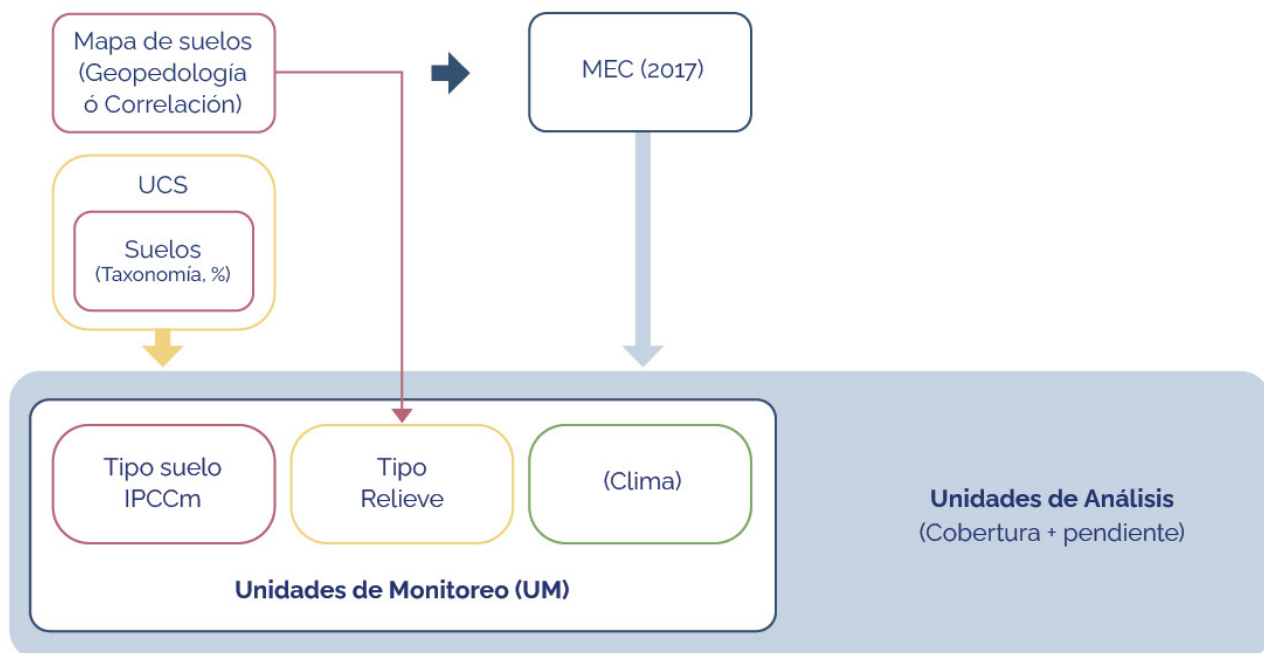 Mapa de suelos
(Geopedología
ó Correlación)
MEC (2017)
UCS
Suelos
(Taxonomía, %)
Tipo suelo
IPCCm
Tipo
Relieve
(Clima)
Unidades de Monitoreo (UM)
Unidades de Análisis
(Cobertura + pendiente)